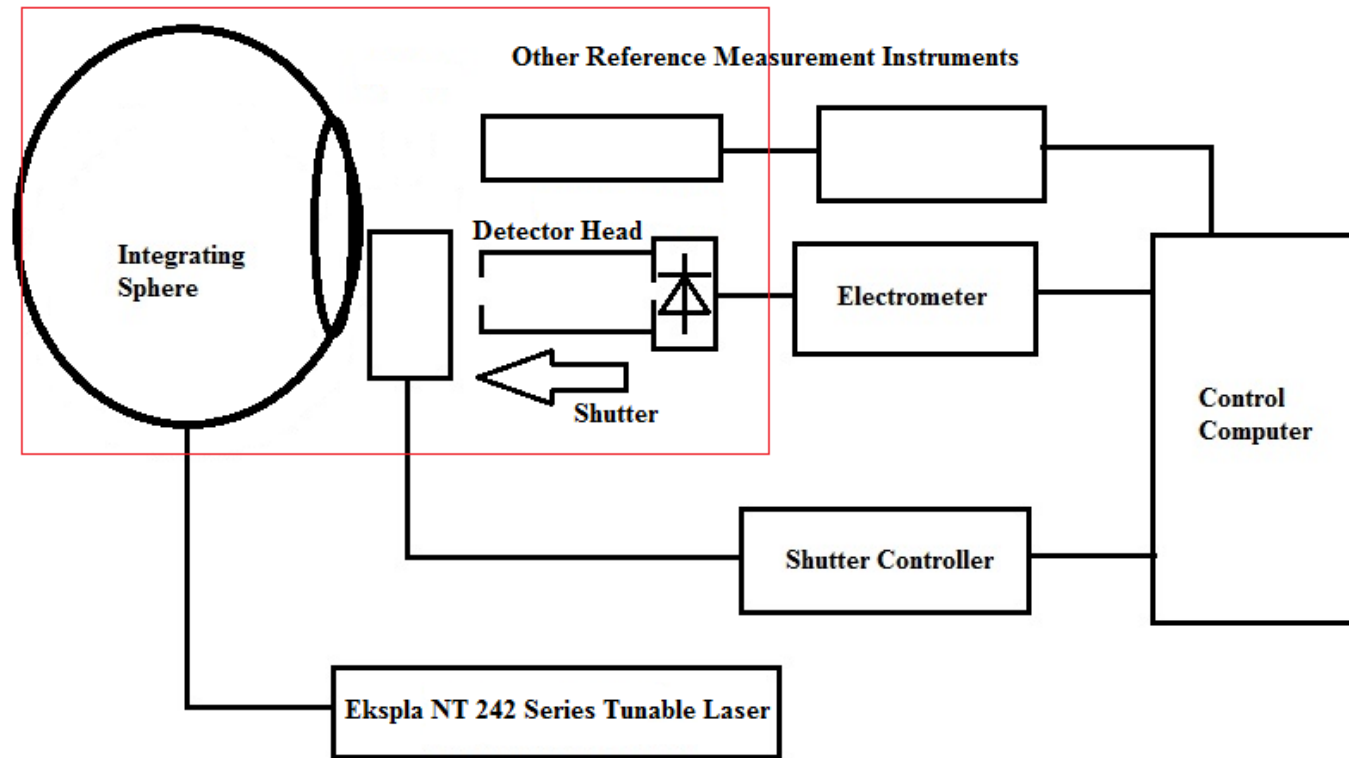 Other Reference Measurement Instruments
Integrating
Sphere
Detector Head
Electrometer
Shutter
Control
Computer
Shutter Controller
Ekspla NT 242 Series Tunable Laser